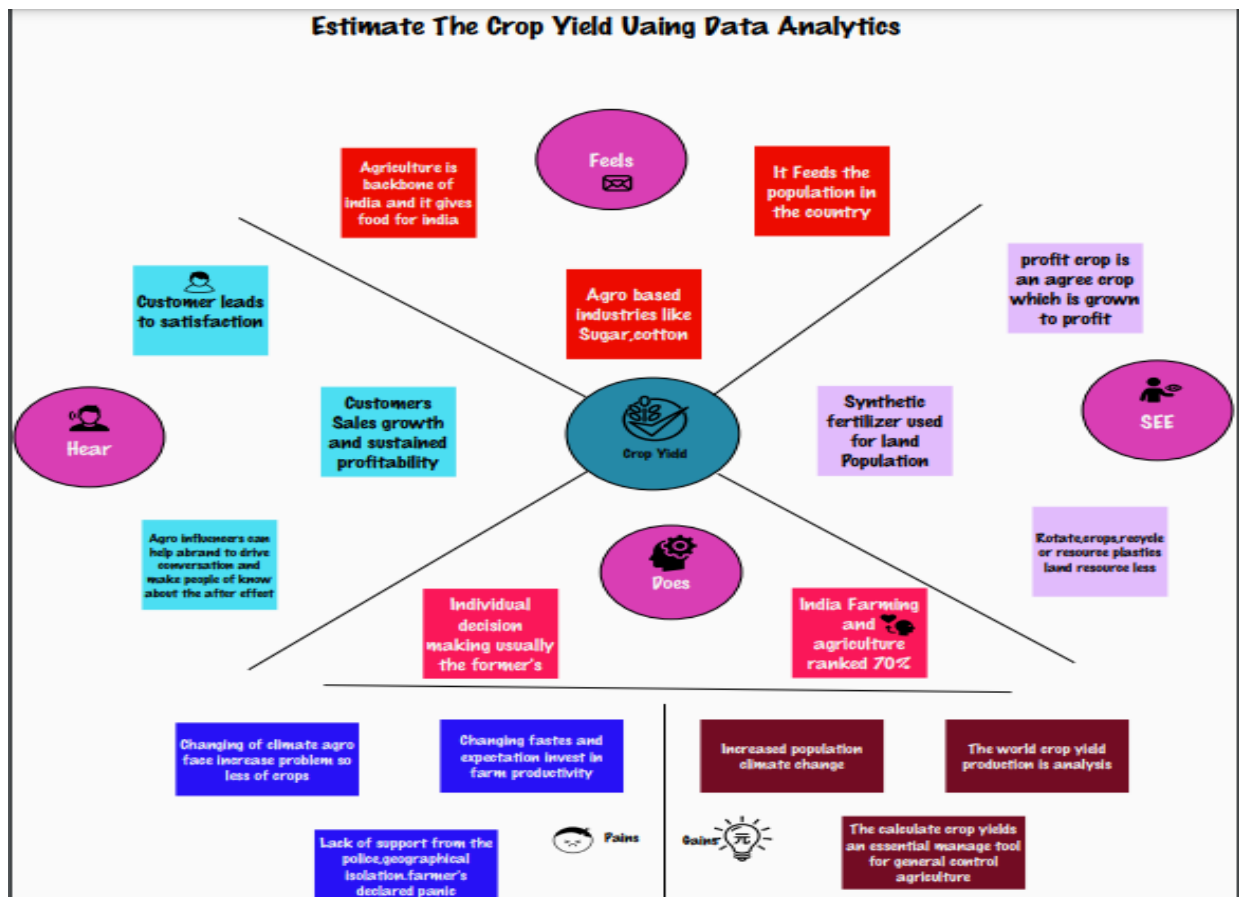 Estimate The Crop Yield Uaing Data Analytics
Feels
Agriculture is
backbone of
india and it gives
food for india
It Feeds the
population in
the country
Agro based
industries like
Sugar,cotton
Customer leads
to satisfaction
Customers
Sales growth
and sustained
profitability
Hear
Agro influencers can
help abrand to drive
conversation and
make people of know
about the after effect
Crop Yield
profit crop is
an agree crop
which is grown
to profit
Synthetic
fertilizer used
for land
Population
SEE
Rotate,crops,recycle
or resource plastics
land resource less
Does
Individual
decision
making usually
the former's
India Farming
and
agriculture
ranked 70%
Changing of climate agro
face increase problem so
less of crops
Changing fastes and
expectation invest in
farm productivity
Lack of support from the
police,geographical
isolation.farmer's
declared panic
Pains
Gains
π
Increased population
climate change
The world crop yield
production is analysis
The calculate crop yields
an essential manage tool
for general control
agriculture